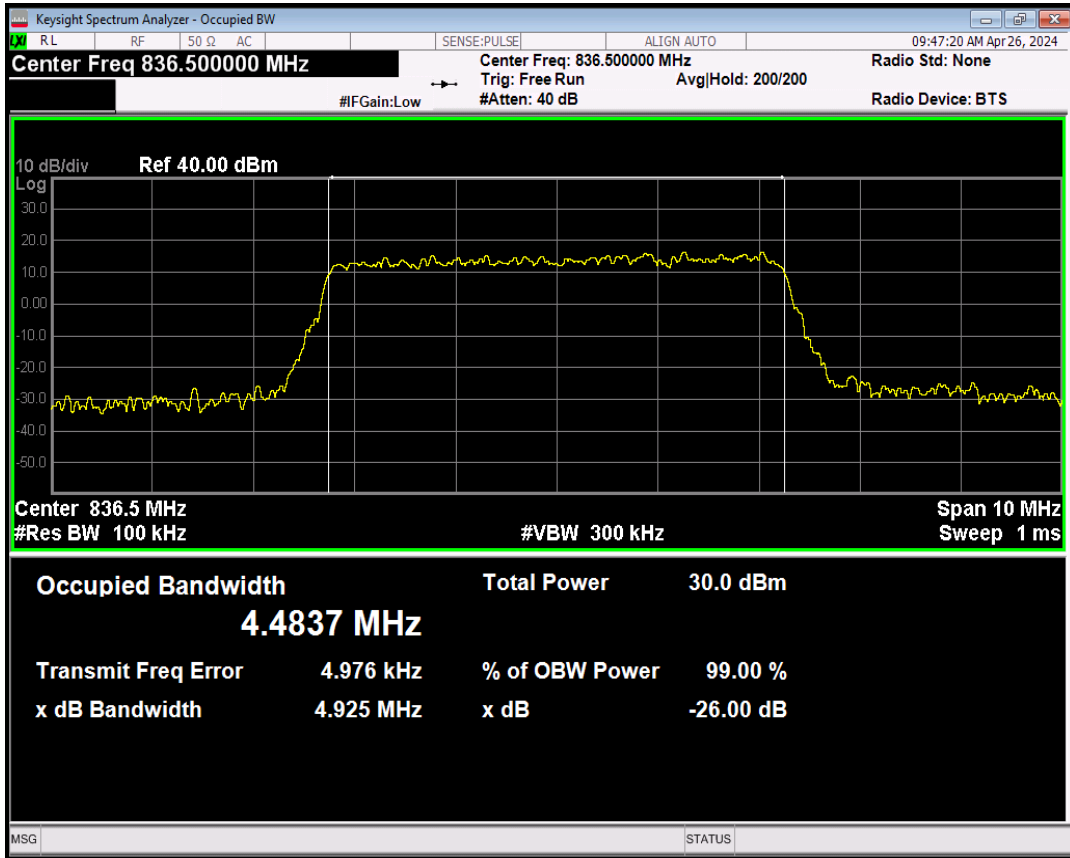 Keysight Spectrum Analyzer - Occupied BW
LXI RL RF 50 Ω AC SENSE:PULSE ALIGN AUTO 09:47:20 AM Apr 26, 2024
Center Freq 836.500000 MHz Center Freq: 836.500000 MHz Radio Std: None
Trig: Free Run Avg|Hold: 200/200
#IFGain:Low #Atten: 40 dB Radio Device: BTS
10 dB/div Ref 40.00 dBm
Log
30.0
20.0
10.0
0.00
-10.0
-20.0
-30.0
-40.0
-50.0
Center 836.5 MHz Span 10 MHz
#Res BW 100 kHz #VBW 300 kHz Sweep 1 ms
Occupied Bandwidth Total Power 30.0 dBm
4.4837 MHz
Transmit Freq Error 4.976 kHz % of OBW Power 99.00 %
x dB Bandwidth 4.925 MHz x dB -26.00 dB
MSG STATUS